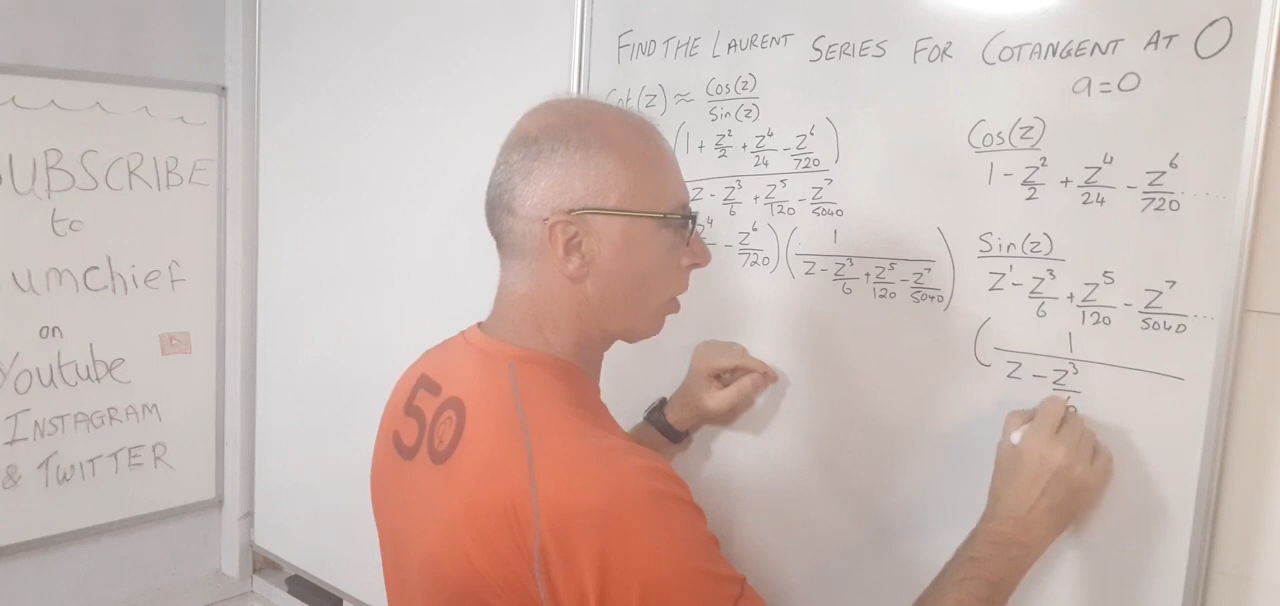 SUBSCRIBE
to
umchief
on
Youtube
INSTAGRAM
& TWITTER
50
FIND THE LAURENT SERIES FOR COTANGENT AT 0
a=0
Cot(z) ≈ Cos(z)/Sin(z)
(1 + z²/2 + z⁴/24 - z⁶/720)
z - z³/6 + z⁵/120 - z⁷/5040
z⁴ - z⁶/720)(1/(z - z³/6 + z⁵/120 - z⁷/5040))
Cos(z)
1 - z²/2 + z⁴/24 - z⁶/720 .....
Sin(z)
z¹ - z³/6 + z⁵/120 - z⁷/5040 ...
(1/(z - z³/6